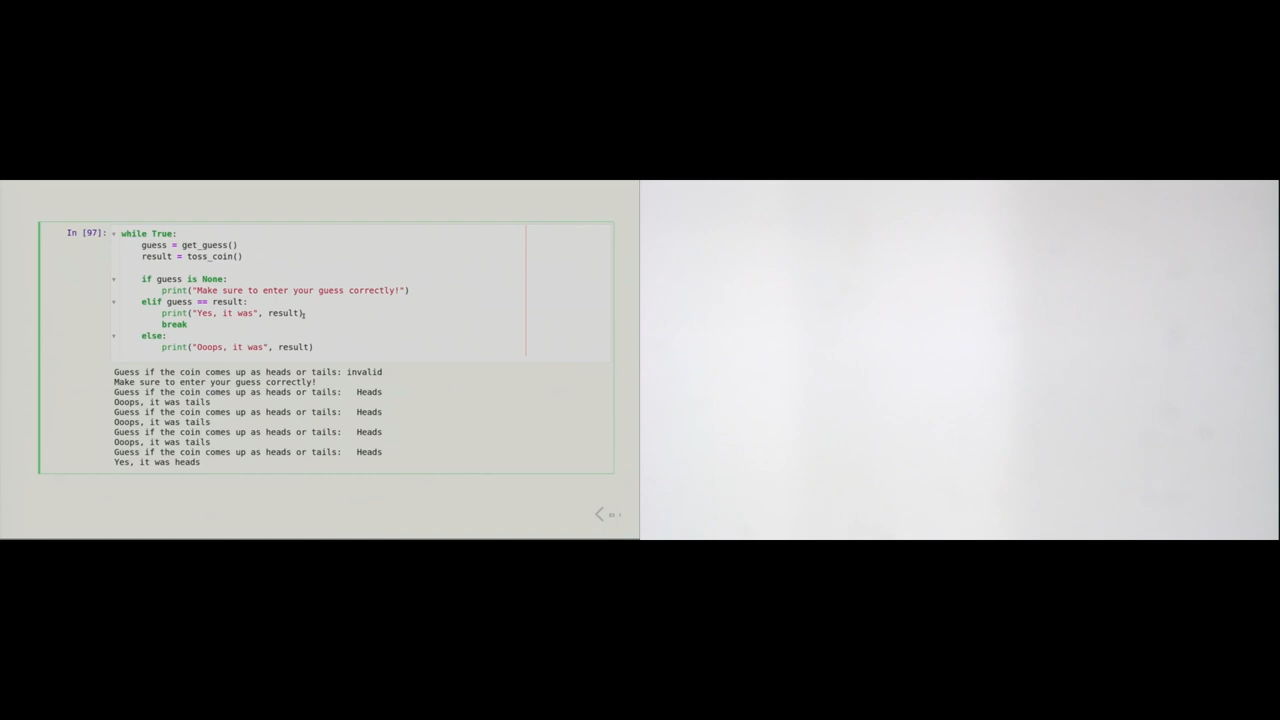 In [97]:
while True:
guess = get_guess()
result = toss_coin()
if guess is None:
print("Make sure to enter your guess correctly!")
elif guess == result:
print("Yes, it was", result)
break
else:
print("Ooops, it was", result)
Guess if the coin comes up as heads or tails: invalid
Make sure to enter your guess correctly!
Guess if the coin comes up as heads or tails:   Heads
Ooops, it was tails
Guess if the coin comes up as heads or tails:   Heads
Ooops, it was tails
Guess if the coin comes up as heads or tails:   Heads
Ooops, it was tails
Guess if the coin comes up as heads or tails:   Heads
Yes, it was heads